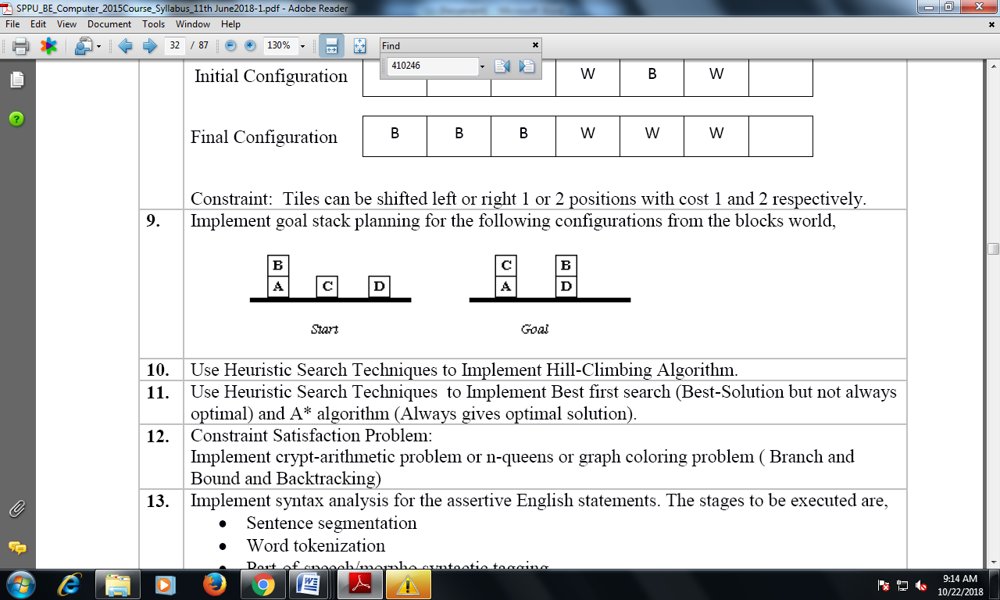 SPPU_BE_Computer_2015Course_Syllabus_11th June2018-1.pdf - Adobe Reader
File Edit View Document Tools Window Help
32 / 87 130% Find
410246
Initial Configuration W B W
Final Configuration B B B W W W
Constraint: Tiles can be shifted left or right 1 or 2 positions with cost 1 and 2 respectively.
9. Implement goal stack planning for the following configurations from the blocks world,
B C B
A C D A D
Start Goal
10. Use Heuristic Search Techniques to Implement Hill-Climbing Algorithm.
11. Use Heuristic Search Techniques to Implement Best first search (Best-Solution but not always
optimal) and A* algorithm (Always gives optimal solution).
12. Constraint Satisfaction Problem:
Implement crypt-arithmetic problem or n-queens or graph coloring problem ( Branch and
Bound and Backtracking)
13. Implement syntax analysis for the assertive English statements. The stages to be executed are,
• Sentence segmentation
• Word tokenization
• Part-of speech/morpho syntactic tagging
9:14 AM
10/22/2018